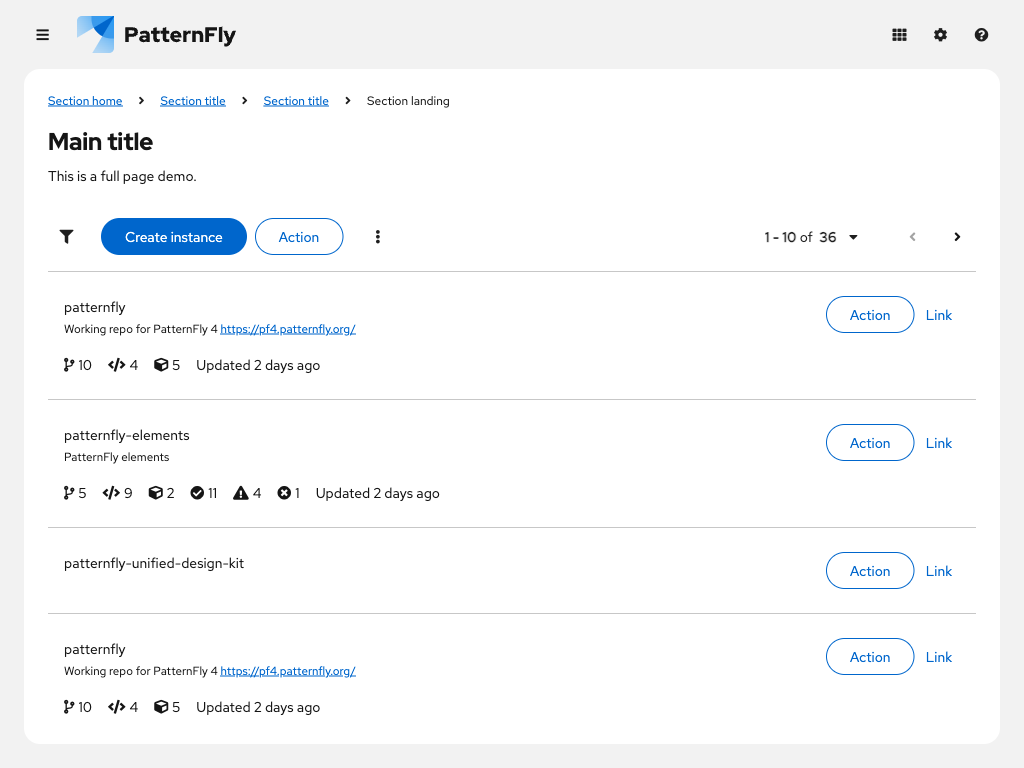 PatternFly
Section home Section title Section title Section landing
Main title
This is a full page demo.
Create instance Action 1 - 10 of 36
patternfly Action Link
Working repo for PatternFly 4 https://pf4.patternfly.org/
10 4 5 Updated 2 days ago
patternfly-elements Action Link
PatternFly elements
5 9 2 11 4 1 Updated 2 days ago
patternfly-unified-design-kit Action Link
patternfly Action Link
Working repo for PatternFly 4 https://pf4.patternfly.org/
10 4 5 Updated 2 days ago